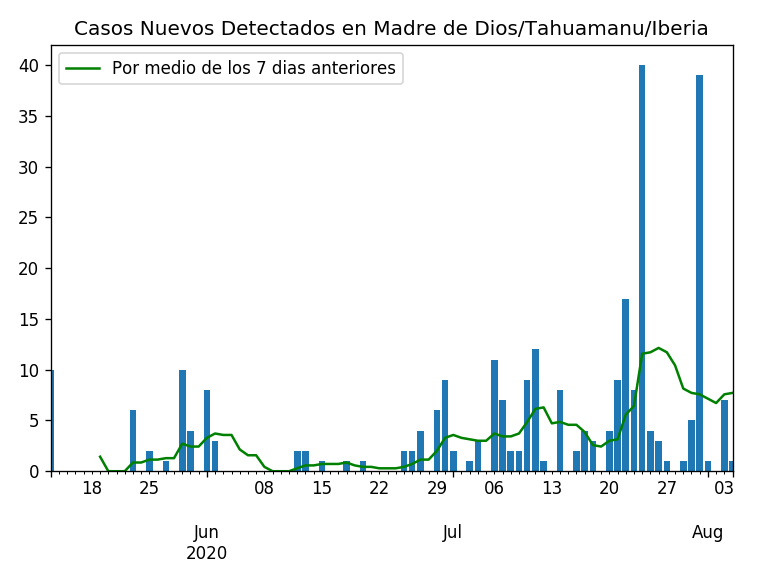 Casos Nuevos Detectados en Madre de Dios/Tahuamanu/Iberia
Por medio de los 7 dias anteriores
40
35
30
25
20
15
10
5
0
18 25 08 15 22 29 06 13 20 27 03
Jun Jul Aug
2020